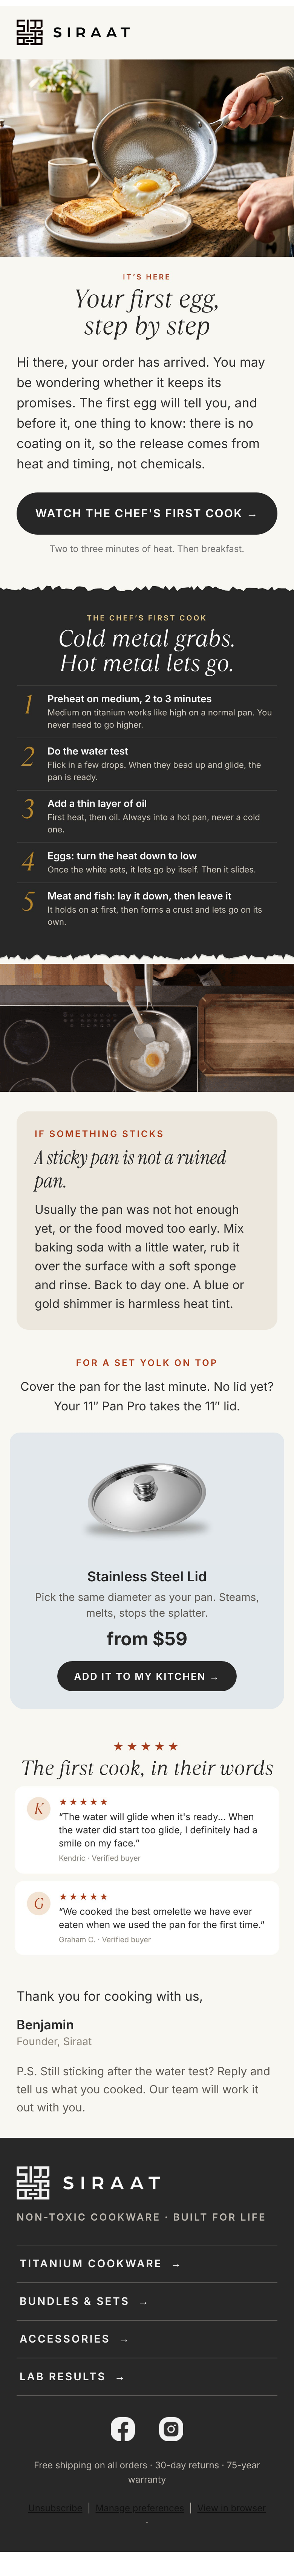 SIRAAT
IT'S HERE
Your first egg,
step by step
Hi there, your order has arrived. You may
be wondering whether it keeps its
promises. The first egg will tell you, and
before it, one thing to know: there is no
coating on it, so the release comes from
heat and timing, not chemicals.
WATCH THE CHEF'S FIRST COOK →
Two to three minutes of heat. Then breakfast.
THE CHEF'S FIRST COOK
Cold metal grabs.
Hot metal lets go.
1 Preheat on medium, 2 to 3 minutes
Medium on titanium works like high on a normal pan. You
never need to go higher.
2 Do the water test
Flick in a few drops. When they bead up and glide, the
pan is ready.
3 Add a thin layer of oil
First heat, then oil. Always into a hot pan, never a cold
one.
4 Eggs: turn the heat down to low
Once the white sets, it lets go by itself. Then it slides.
5 Meat and fish: lay it down, then leave it
It holds on at first, then forms a crust and lets go on its
own.
IF SOMETHING STICKS
A sticky pan is not a ruined
pan.
Usually the pan was not hot enough
yet, or the food moved too early. Mix
baking soda with a little water, rub it
over the surface with a soft sponge
and rinse. Back to day one. A blue or
gold shimmer is harmless heat tint.
FOR A SET YOLK ON TOP
Cover the pan for the last minute. No lid yet?
Your 11″ Pan Pro takes the 11″ lid.
Stainless Steel Lid
Pick the same diameter as your pan. Steams,
melts, stops the splatter.
from $59
ADD IT TO MY KITCHEN →
★★★★★
The first cook, in their words
K
★★★★★
“The water will glide when it's ready... When
the water did start too glide, I definitely had a
smile on my face.”
Kendric · Verified buyer
G
★★★★★
“We cooked the best omelette we have ever
eaten when we used the pan for the first time.”
Graham C. · Verified buyer
Thank you for cooking with us,
Benjamin
Founder, Siraat
P.S. Still sticking after the water test? Reply and
tell us what you cooked. Our team will work it
out with you.
SIRAAT
NON-TOXIC COOKWARE · BUILT FOR LIFE
TITANIUM COOKWARE →
BUNDLES & SETS →
ACCESSORIES →
LAB RESULTS →
Free shipping on all orders · 30-day returns · 75-year
warranty
Unsubscribe | Manage preferences | View in browser